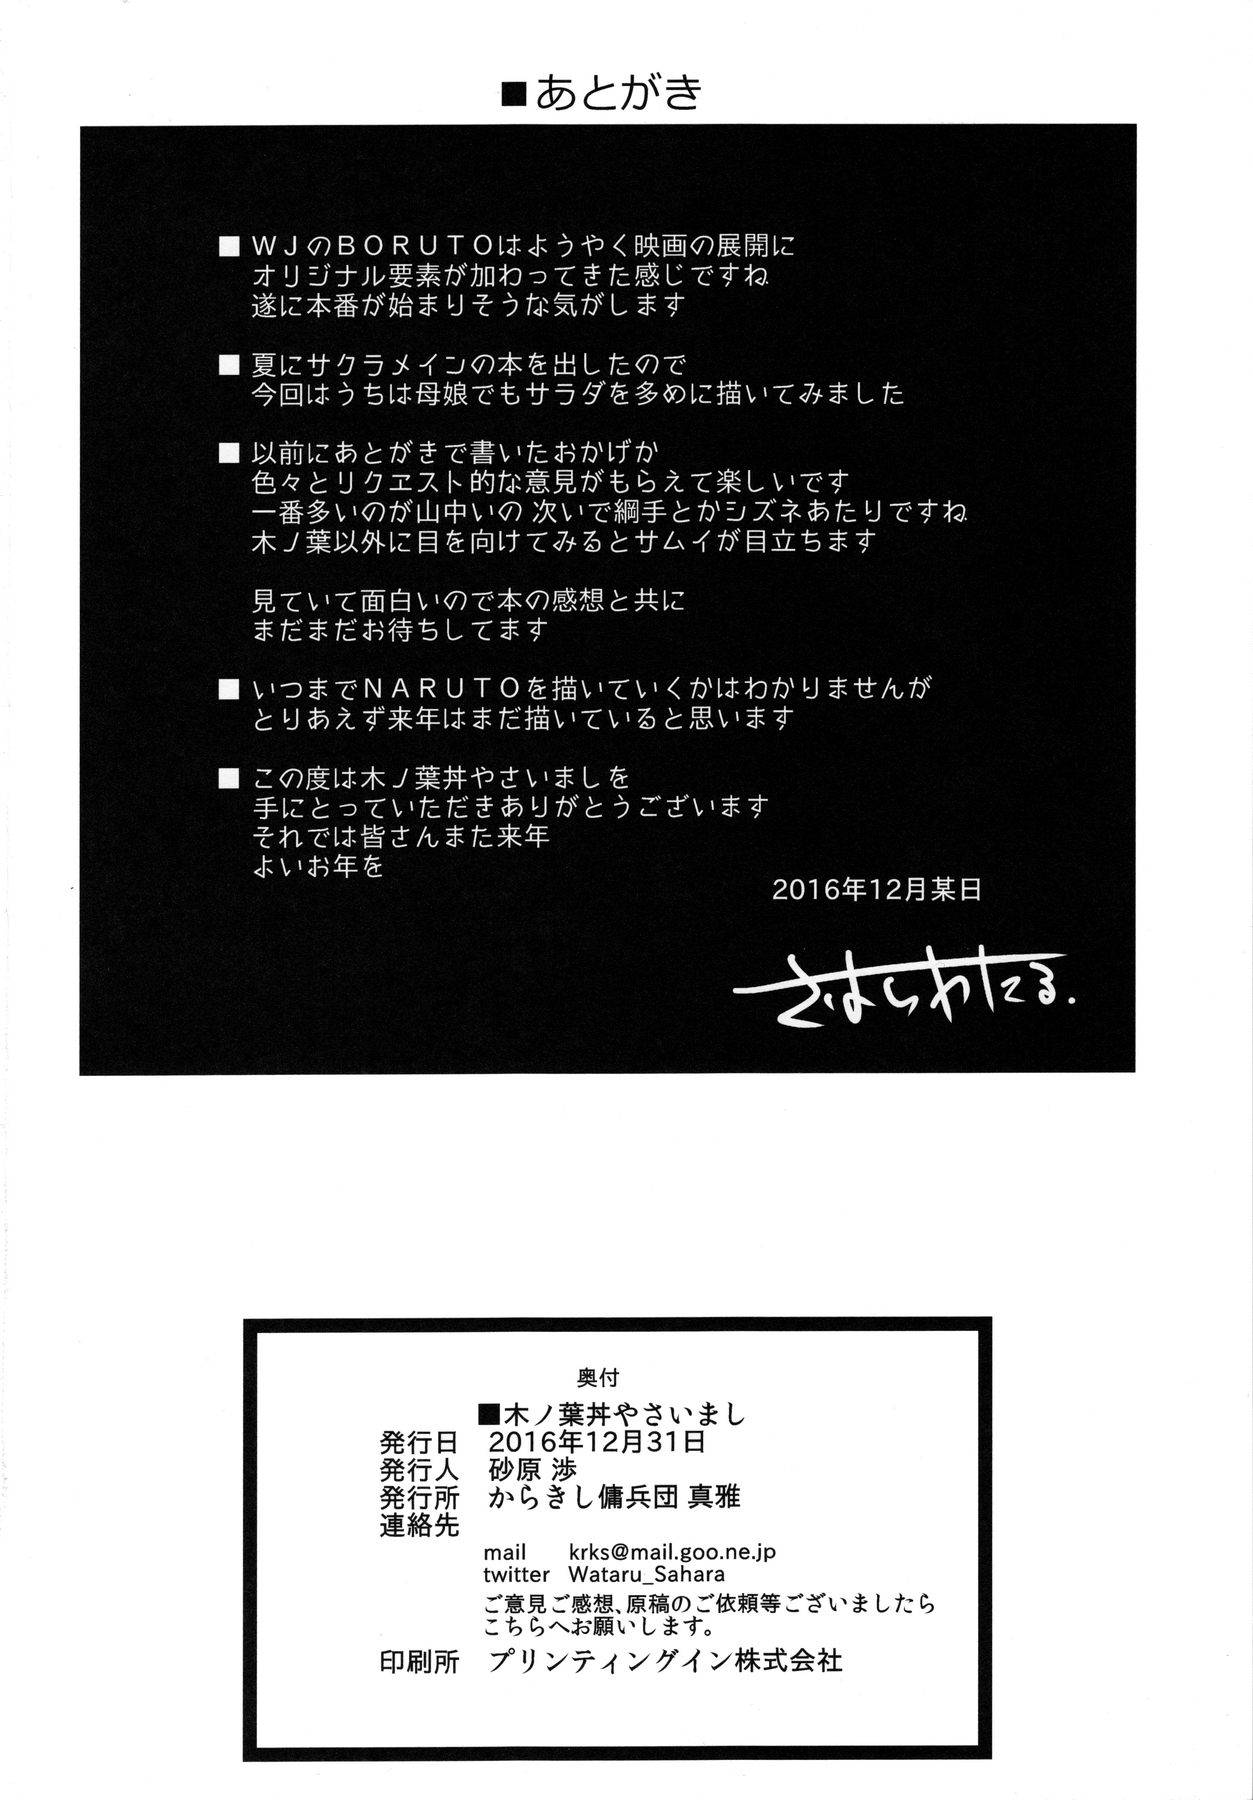 ■あとがき
■WJのBORUTOはようやく映画の展開に
オリジナル要素が加わってきた感じですね
遂に本番が始まりそうな気がします
■夏にサクラメインの本を出したので
今回はうちは母娘でもサラダを多めに描いてみました
■以前にあとがきで書いたおかげか
色々とリクエスト的な意見がもらえて楽しいです
一番多いのが山中いの 次いで綱手とかシズネあたりですね
木ノ葉以外に目を向けてみるとサムイが目立ちます
見ていて面白いので本の感想と共に
まだまだお待ちしてます
■いつまでNARUTOを描いていくかはわかりませんが
とりあえず来年はまだ描いていると思います
■この度は木ノ葉丼やさいましを
手にとっていただきありがとうございます
それでは皆さんまた来年
よいお年を
2016年12月某日
さはらわたる.
奥付
■木ノ葉丼やさいまし
発行日 2016年12月31日
発行人 砂原 渉
発行所 からきし傭兵団 真雅
連絡先
mail krks@mail.goo.ne.jp
twitter Wataru_Sahara
ご意見ご感想、原稿のご依頼等ございましたら
こちらへお願いします。
印刷所 プリンティングイン株式会社